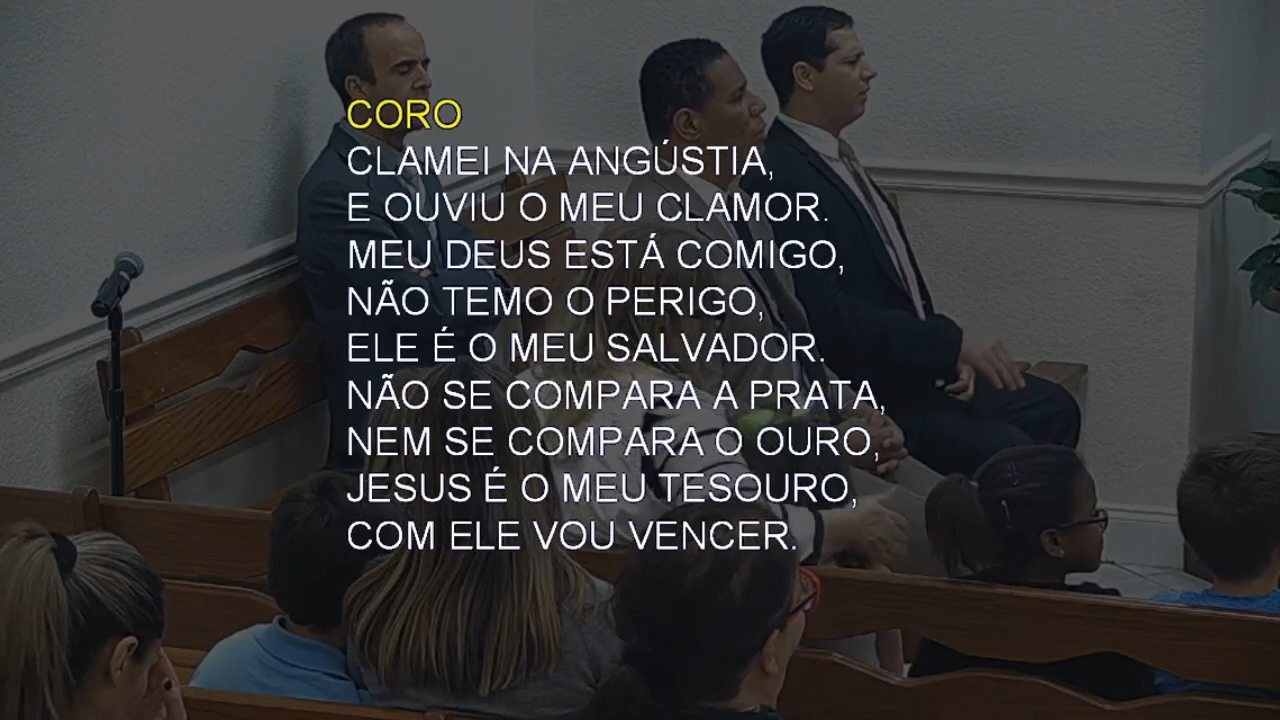 CORO
CLAMEI NA ANGÚSTIA,
E OUVIU O MEU CLAMOR.
MEU DEUS ESTÁ COMIGO,
NÃO TEMO O PERIGO,
ELE É O MEU SALVADOR.
NÃO SE COMPARA A PRATA,
NEM SE COMPARA O OURO,
JESUS É O MEU TESOURO,
COM ELE VOU VENCER.